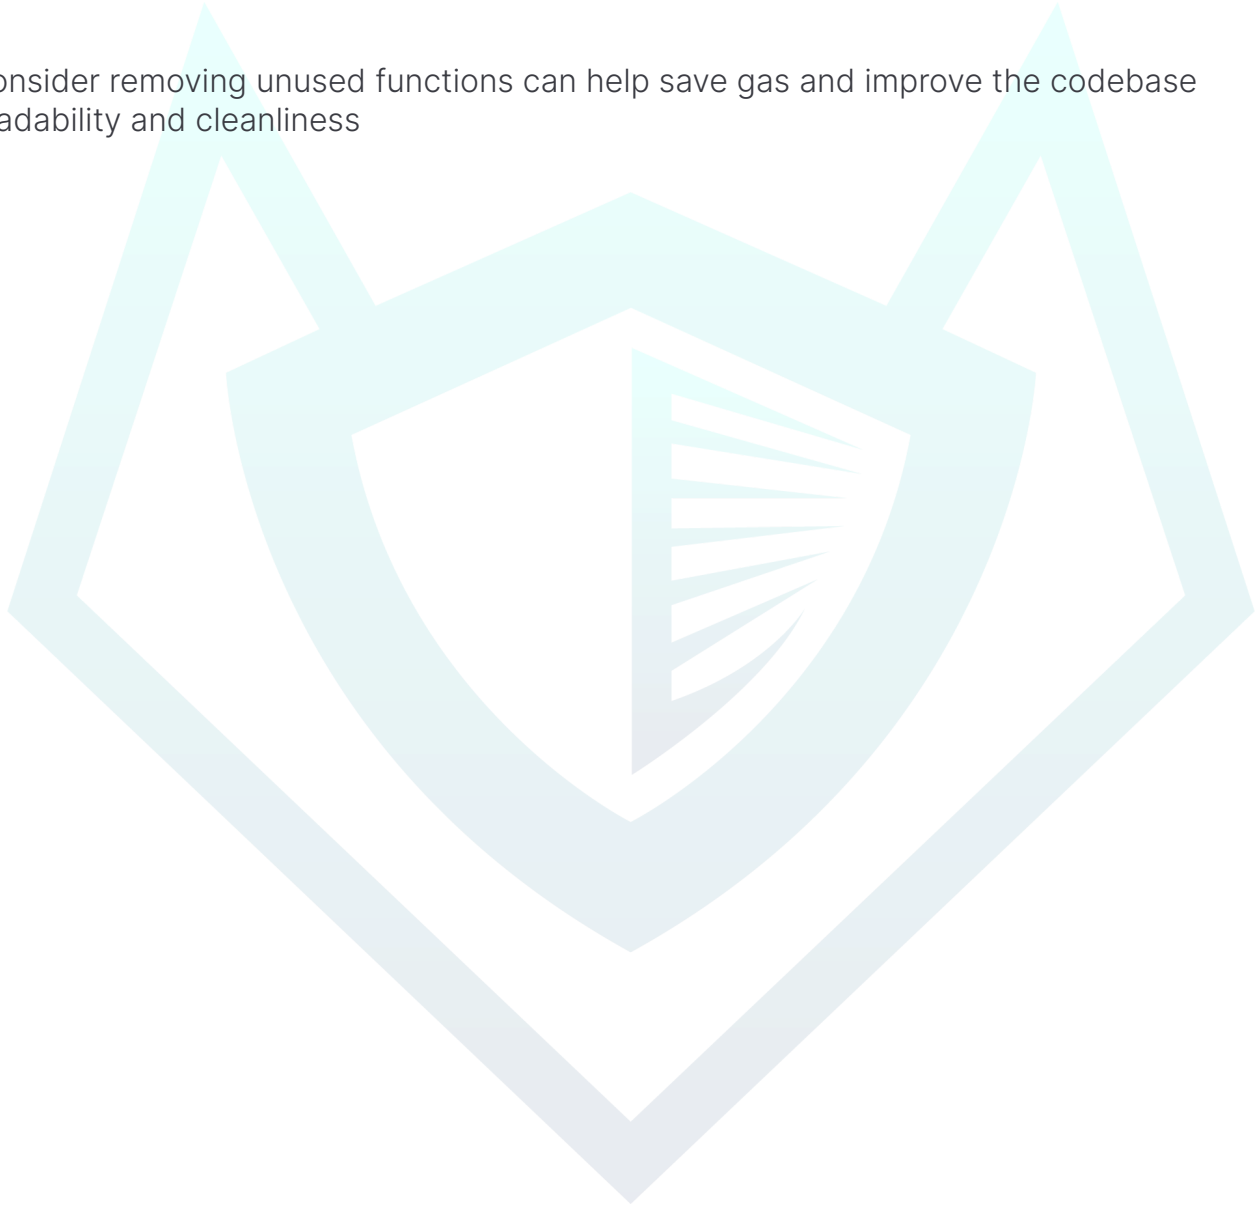 onsider removing unused functions can help save gas and improve the codebase
adability and cleanliness